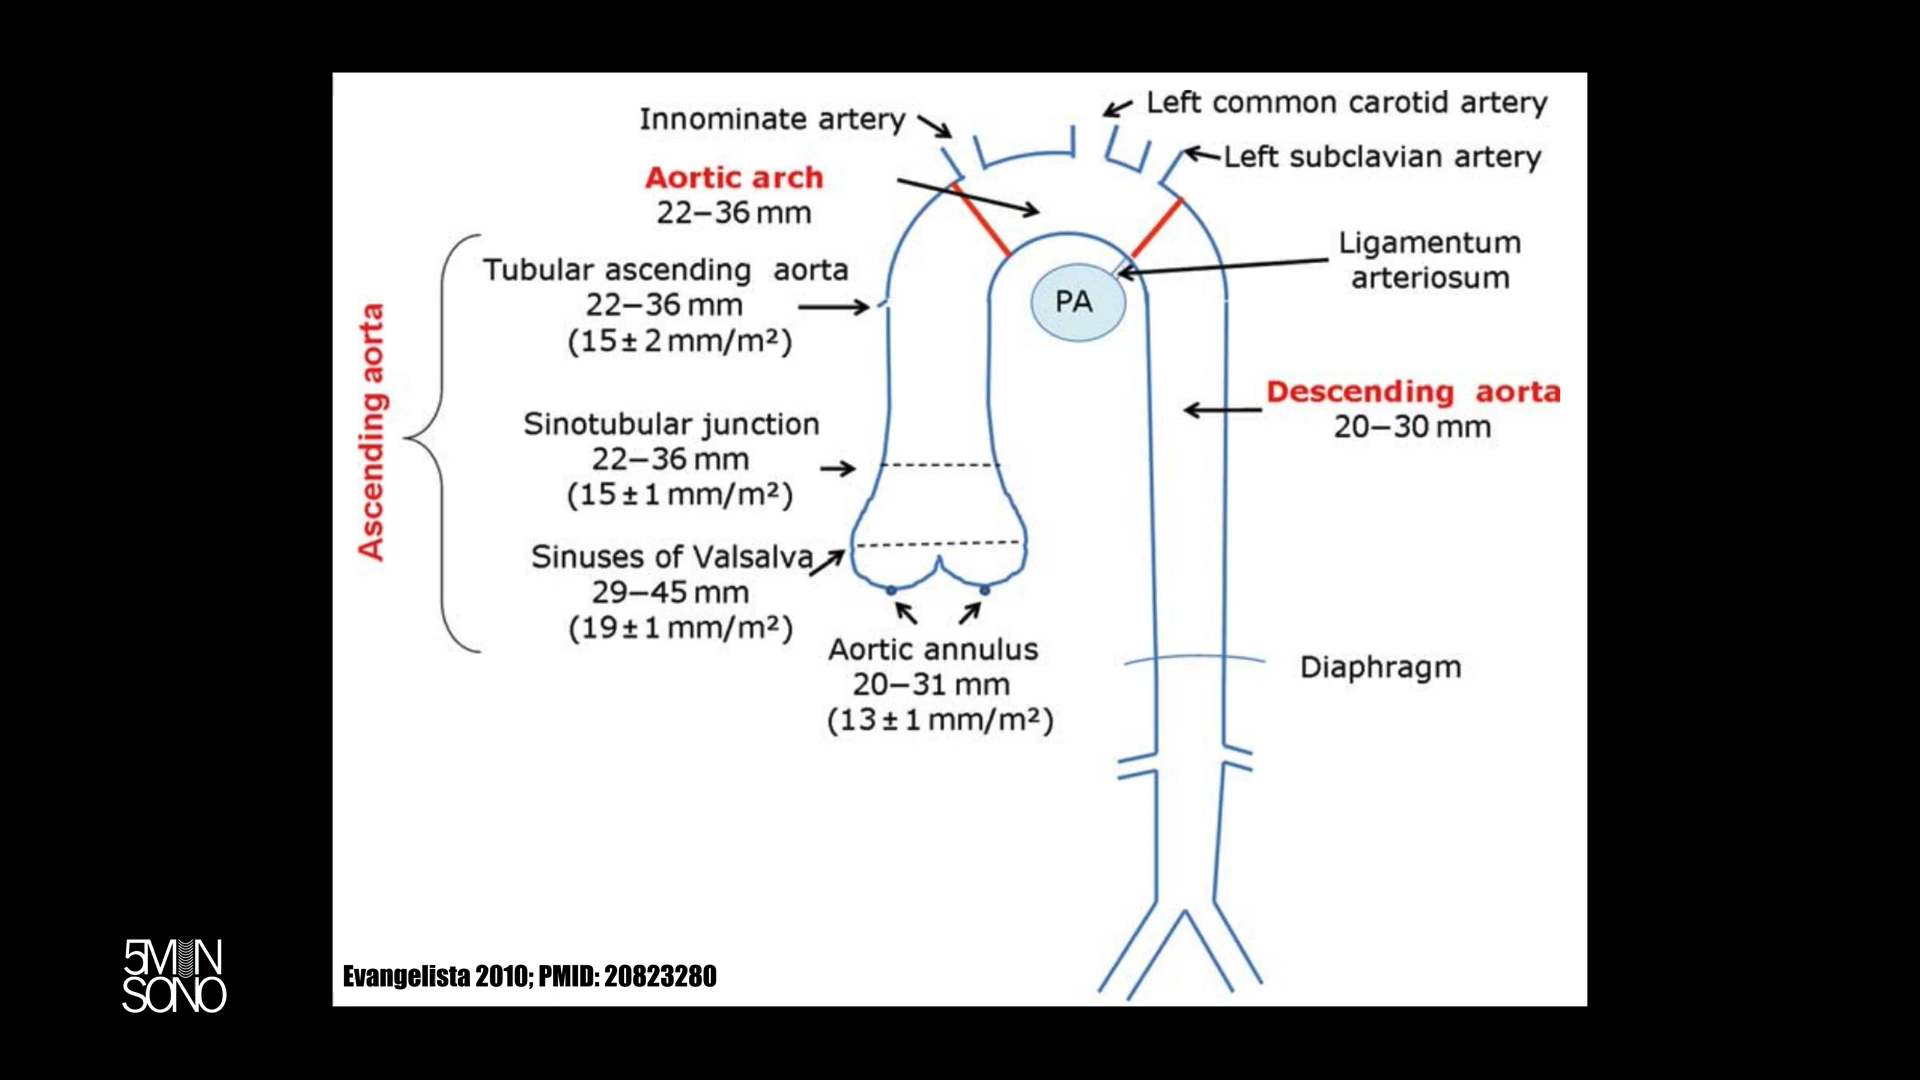 Innominate artery
Left common carotid artery
Left subclavian artery
Aortic arch
22–36 mm
Ligamentum
arteriosum
Tubular ascending aorta
22–36 mm
(15 ± 2 mm/m²)
PA
Ascending aorta
Descending aorta
20–30 mm
Sinotubular junction
22–36 mm
(15 ± 1 mm/m²)
Sinuses of Valsalva
29–45 mm
(19 ± 1 mm/m²)
Aortic annulus
20–31 mm
(13 ± 1 mm/m²)
Diaphragm
5MIN
SONO
Evangelista 2010; PMID: 20823280